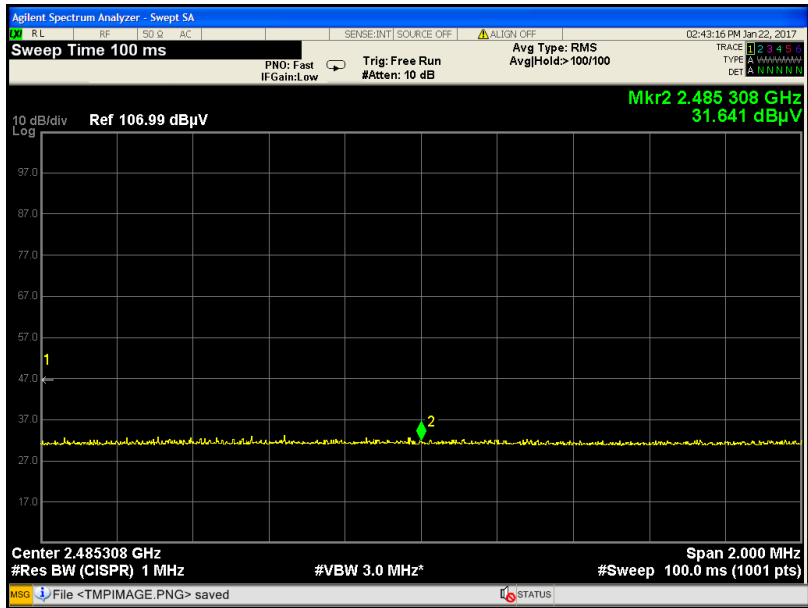 Agilent Spectrum Analyzer - Swept SA
LXI RL RF 50 Ω AC SENSE:INT SOURCE OFF ALIGN OFF 02:43:16 PM Jan 22, 2017
Sweep Time 100 ms
PNO: Fast
IFGain:Low
Trig: Free Run
#Atten: 10 dB
Avg Type: RMS
Avg|Hold:>100/100
TRACE 1 2 3 4 5 6
TYPE A WWWWW
DET A N N N N N
Mkr2 2.485 308 GHz
31.641 dBµV
10 dB/div Ref 106.99 dBµV
Log
97.0
87.0
77.0
67.0
57.0
1
47.0
37.0
2
27.0
17.0
Center 2.485308 GHz Span 2.000 MHz
#Res BW (CISPR) 1 MHz #VBW 3.0 MHz* #Sweep 100.0 ms (1001 pts)
MSG File <TMPIMAGE.PNG> saved STATUS